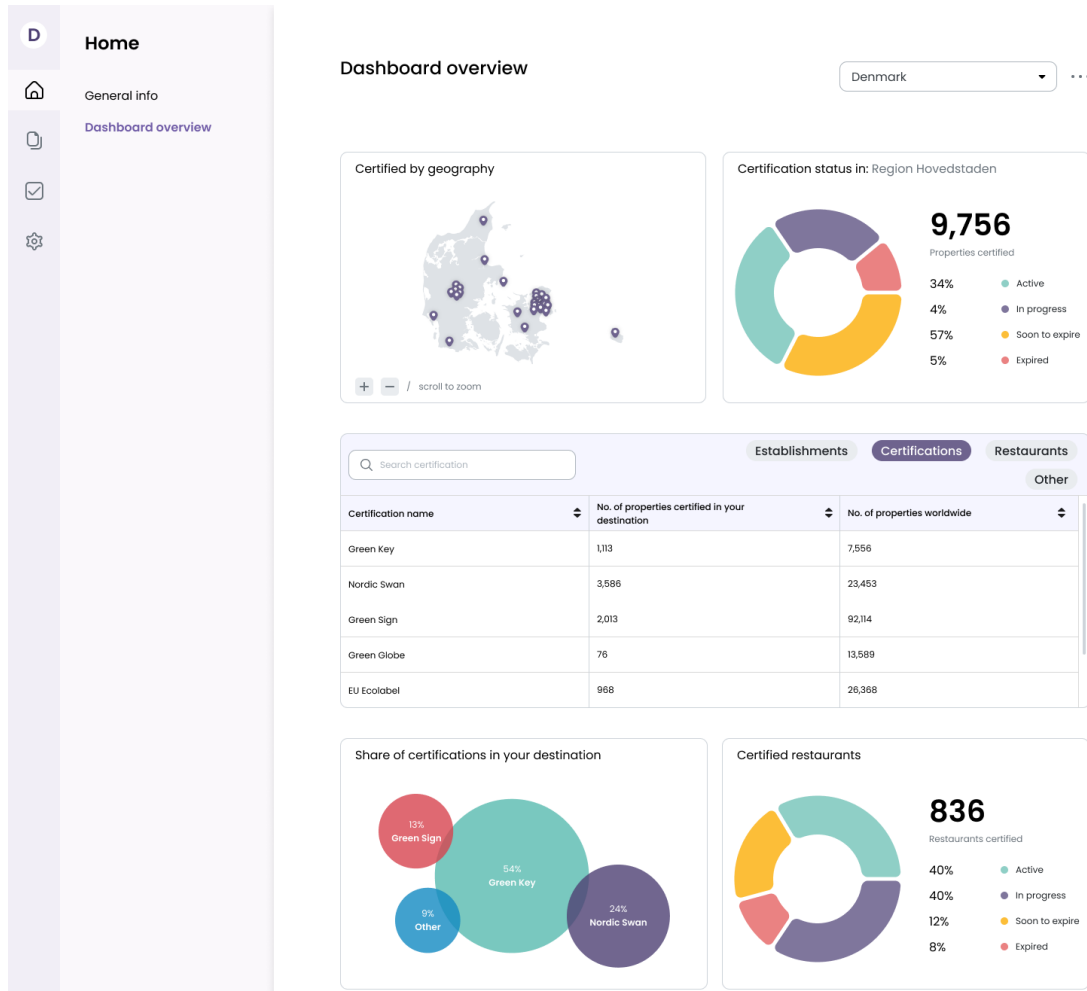 D
Home
General info
Dashboard overview
Dashboard overview
Denmark
Certified by geography
+ − / scroll to zoom
Certification status in: Region Hovedstaden
9,756
Properties certified
34% Active
4% In progress
57% Soon to expire
5% Expired
Search certification
Establishments Certifications Restaurants
Other
Certification name
No. of properties certified in your
destination
No. of properties worldwide
Green Key 1,113 7,556
Nordic Swan 3,586 23,453
Green Sign 2,013 92,114
Green Globe 76 13,589
EU Ecolabel 968 26,368
Share of certifications in your destination
13%
Green Sign
54%
Green Key
9%
Other
24%
Nordic Swan
Certified restaurants
836
Restaurants certified
40% Active
40% In progress
12% Soon to expire
8% Expired